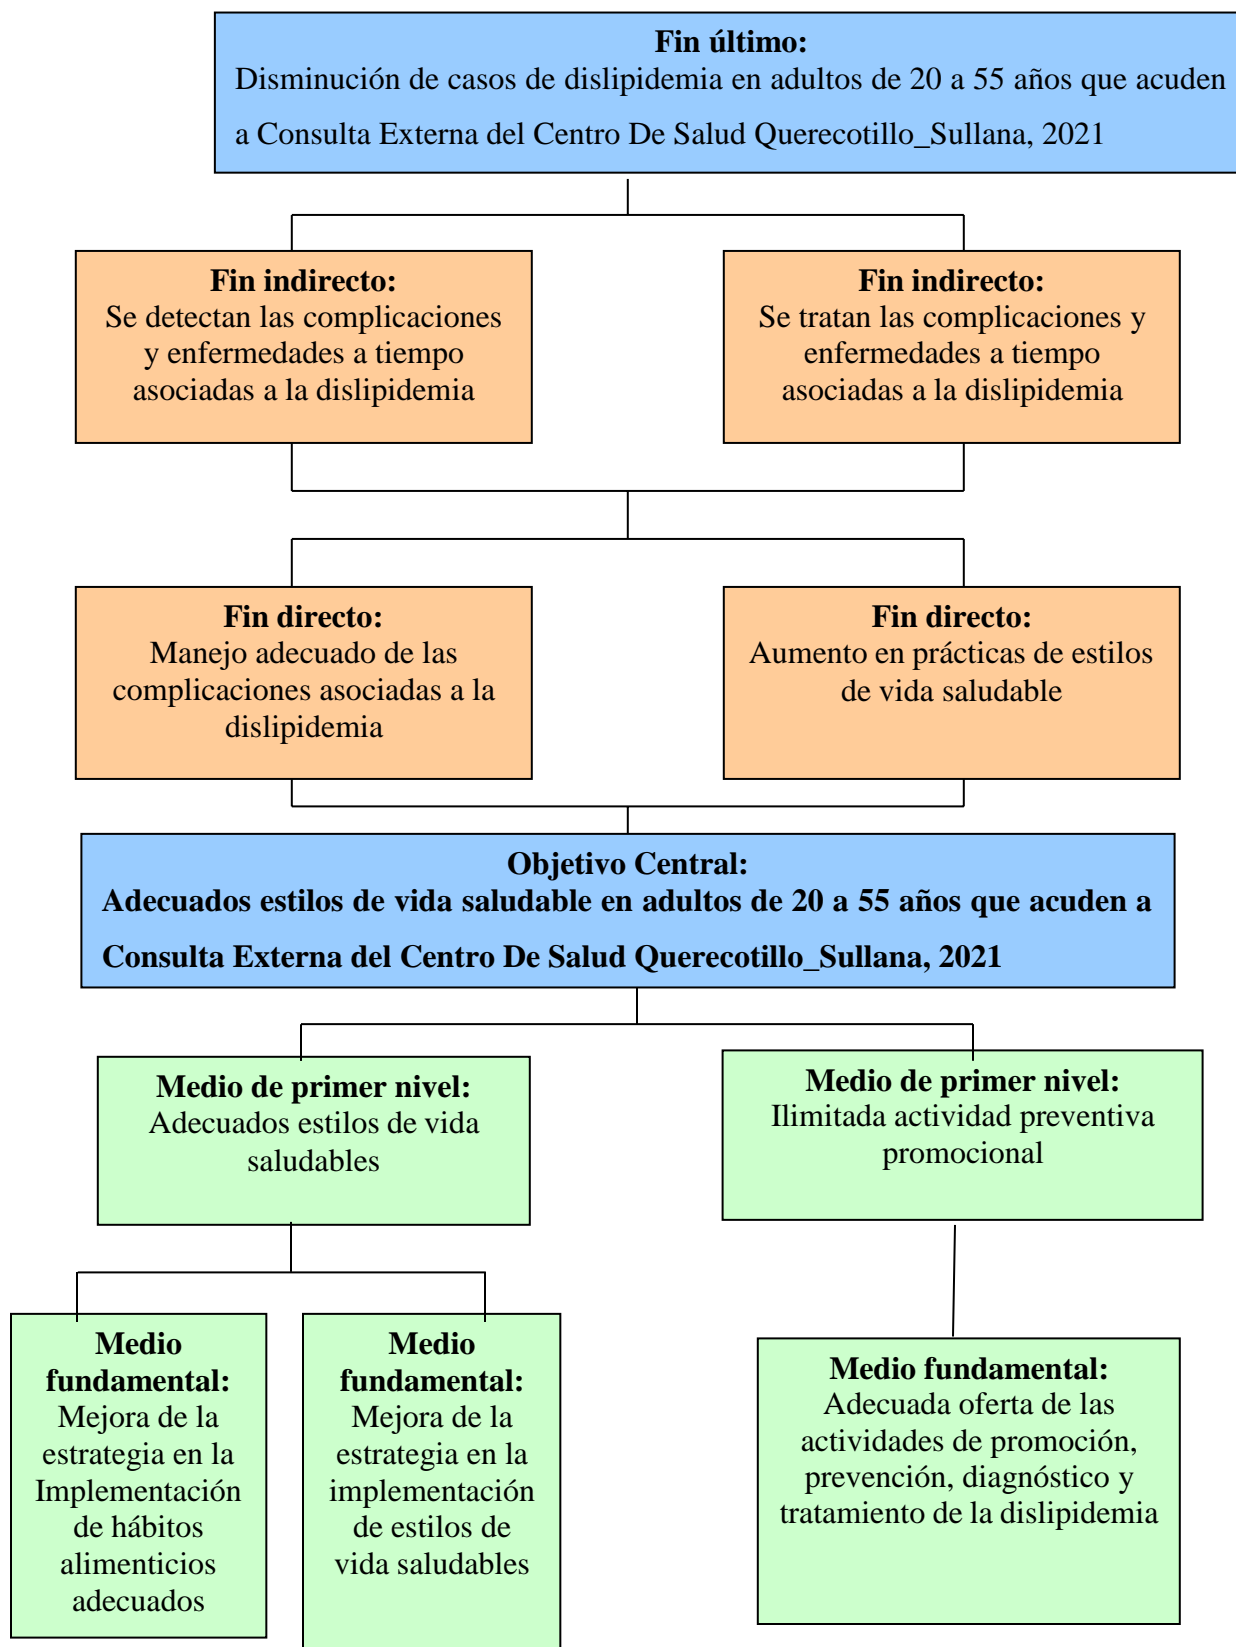 Fin último:
Disminución de casos de dislipidemia en adultos de 20 a 55 años que acuden
a Consulta Externa del Centro De Salud Querecotillo_Sullana, 2021
Fin indirecto:
Se detectan las complicaciones
y enfermedades a tiempo
asociadas a la dislipidemia
Fin indirecto:
Se tratan las complicaciones y
enfermedades a tiempo
asociadas a la dislipidemia
Fin directo:
Manejo adecuado de las
complicaciones asociadas a la
dislipidemia
Fin directo:
Aumento en prácticas de estilos
de vida saludable
Objetivo Central:
Adecuados estilos de vida saludable en adultos de 20 a 55 años que acuden a
Consulta Externa del Centro De Salud Querecotillo_Sullana, 2021
Medio de primer nivel:
Adecuados estilos de vida
saludables
Medio de primer nivel:
Ilimitada actividad preventiva
promocional
Medio
fundamental:
Mejora de la
estrategia en la
Implementación
de hábitos
alimenticios
adecuados
Medio
fundamental:
Mejora de la
estrategia en la
implementación
de estilos de
vida saludables
Medio fundamental:
Adecuada oferta de las
actividades de promoción,
prevención, diagnóstico y
tratamiento de la dislipidemia